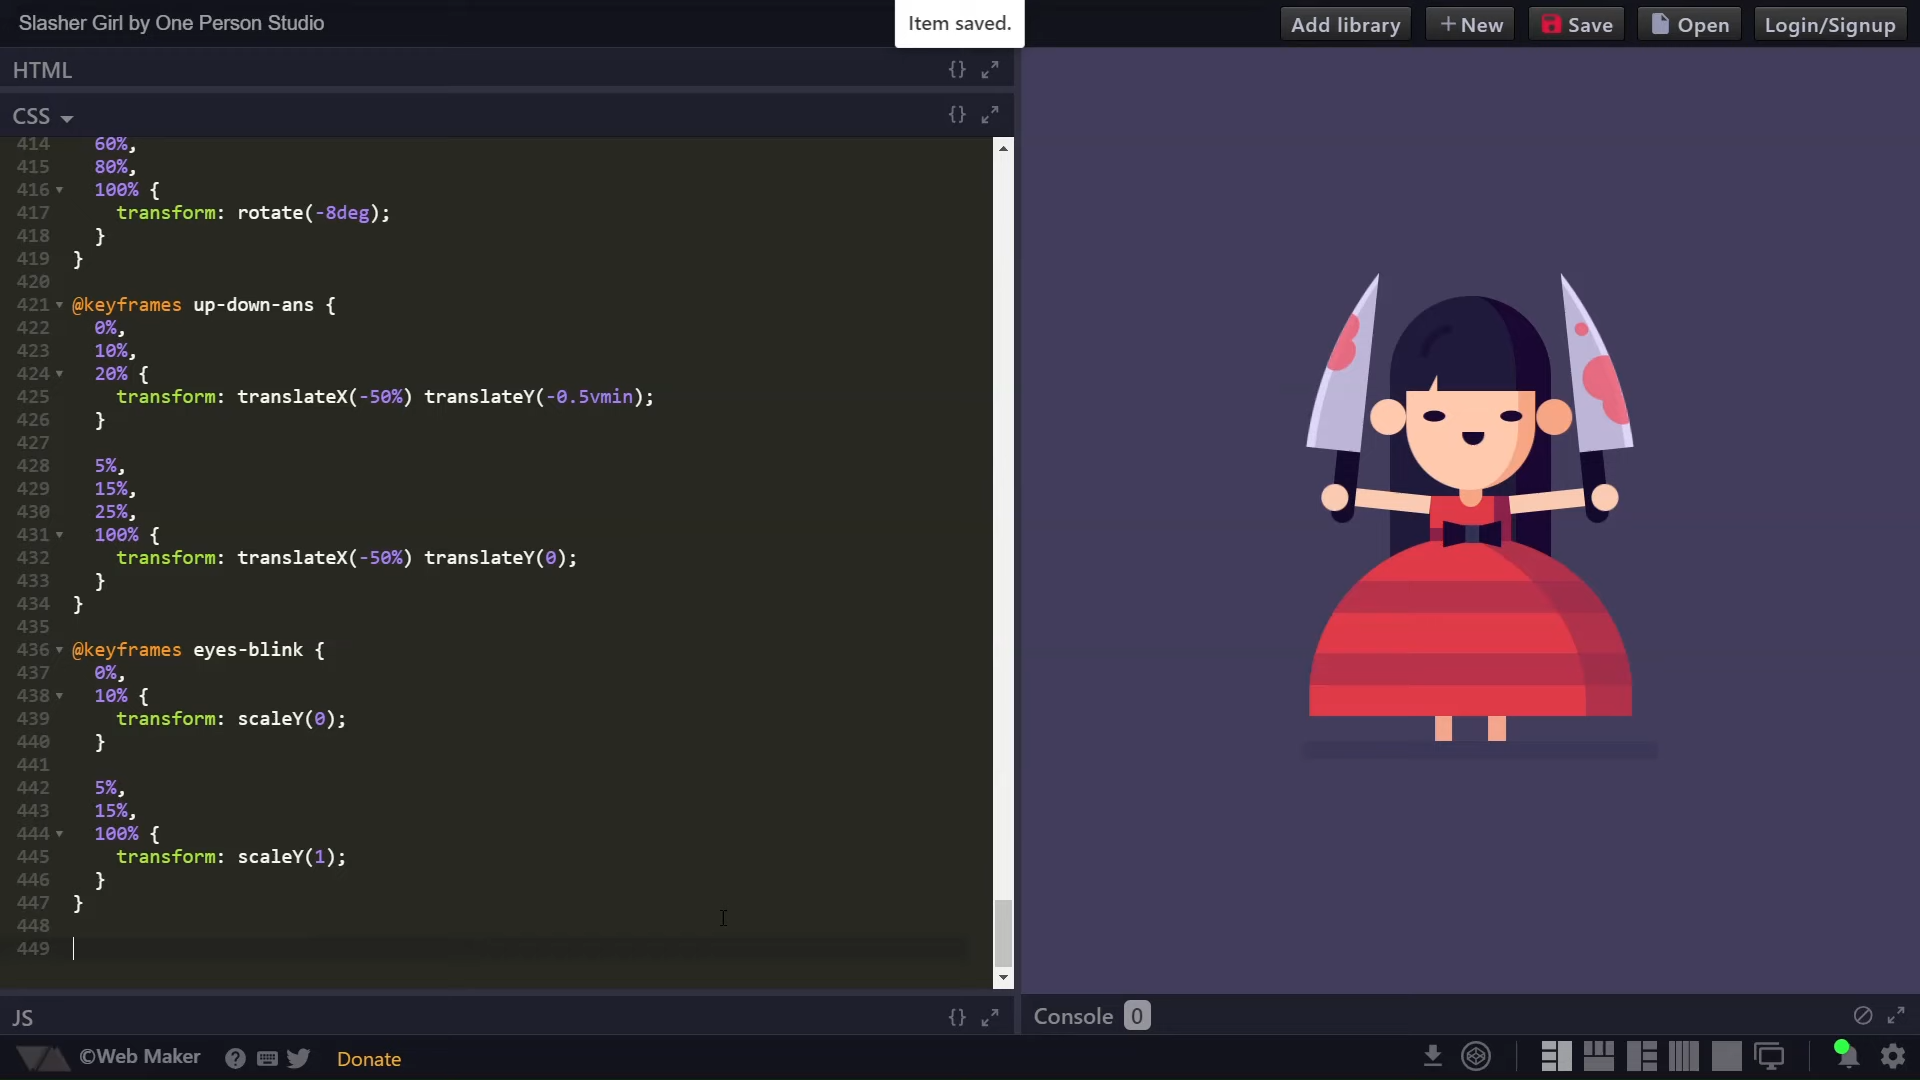 Slasher Girl by One Person Studio
Item saved.
Add library
+ New
Save
Open
Login/Signup
HTML
{}
CSS
{}
414 60%,
415 80%,
416 100% {
417 transform: rotate(-8deg);
418 }
419 }
420
421 @keyframes up-down-ans {
422 0%,
423 10%,
424 20% {
425 transform: translateX(-50%) translateY(-0.5vmin);
426 }
427
428 5%,
429 15%,
430 25%,
431 100% {
432 transform: translateX(-50%) translateY(0);
433 }
434 }
435
436 @keyframes eyes-blink {
437 0%,
438 10% {
439 transform: scaleY(0);
440 }
441
442 5%,
443 15%,
444 100% {
445 transform: scaleY(1);
446 }
447 }
448
449
JS
{}
Console 0
©Web Maker
?
Donate